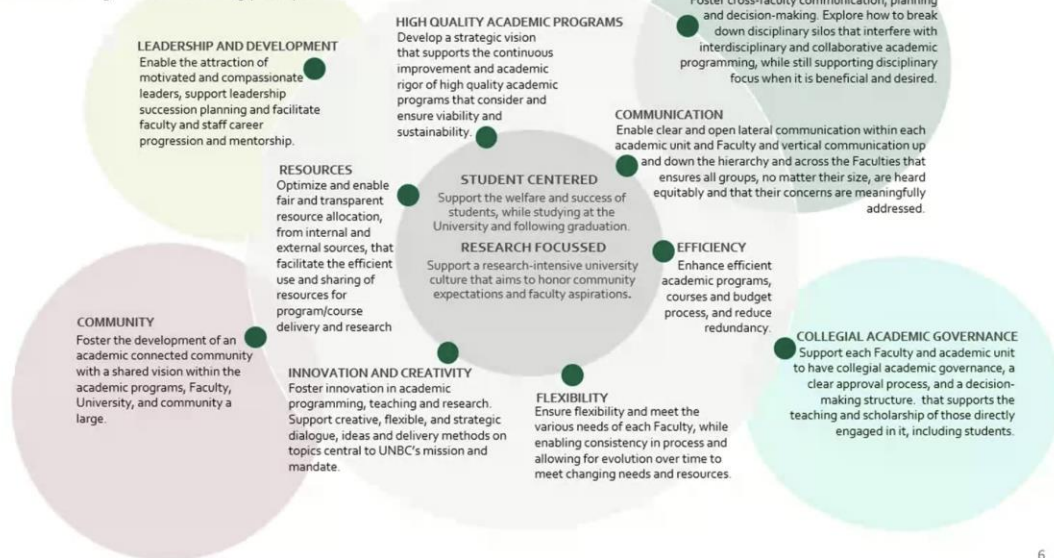 HIGH QUALITY ACADEMIC PROGRAMS
Develop a strategic vision
that supports the continuous
improvement and academic
rigor of high quality academic
programs that consider and
ensure viability and
sustainability.
Foster cross-faculty communication, planning
and decision-making. Explore how to break
down disciplinary silos that interfere with
interdisciplinary and collaborative academic
programming, while still supporting disciplinary
focus when it is beneficial and desired.
LEADERSHIP AND DEVELOPMENT
Enable the attraction of
motivated and compassionate
leaders, support leadership
succession planning and facilitate
faculty and staff career
progression and mentorship.
COMMUNICATION
Enable clear and open lateral communication within each
academic unit and Faculty and vertical communication up
and down the hierarchy and across the Faculties that
ensures all groups, no matter their size, are heard
equitably and that their concerns are meaningfully
addressed.
RESOURCES
Optimize and enable
fair and transparent
resource allocation,
from internal and
external sources, that
facilitate the efficient
use and sharing of
resources for
program/course
delivery and research
STUDENT CENTERED
Support the welfare and success of
students, while studying at the
University and following graduation.
RESEARCH FOCUSSED
Support a research-intensive university
culture that aims to honor community
expectations and faculty aspirations.
EFFICIENCY
Enhance efficient
academic programs,
courses and budget
process, and reduce
redundancy.
COMMUNITY
Foster the development of an
academic connected community
with a shared vision within the
academic programs, Faculty,
University, and community a
large.
INNOVATION AND CREATIVITY
Foster innovation in academic
programming, teaching and research.
Support creative, flexible, and strategic
dialogue, ideas and delivery methods on
topics central to UNBC's mission and
mandate.
FLEXIBILITY
Ensure flexibility and meet the
various needs of each Faculty, while
enabling consistency in process and
allowing for evolution over time to
meet changing needs and resources.
COLLEGIAL ACADEMIC GOVERNANCE
Support each Faculty and academic unit
to have collegial academic governance, a
clear approval process, and a decision-
making structure. that supports the
teaching and scholarship of those directly
engaged in it, including students.
6